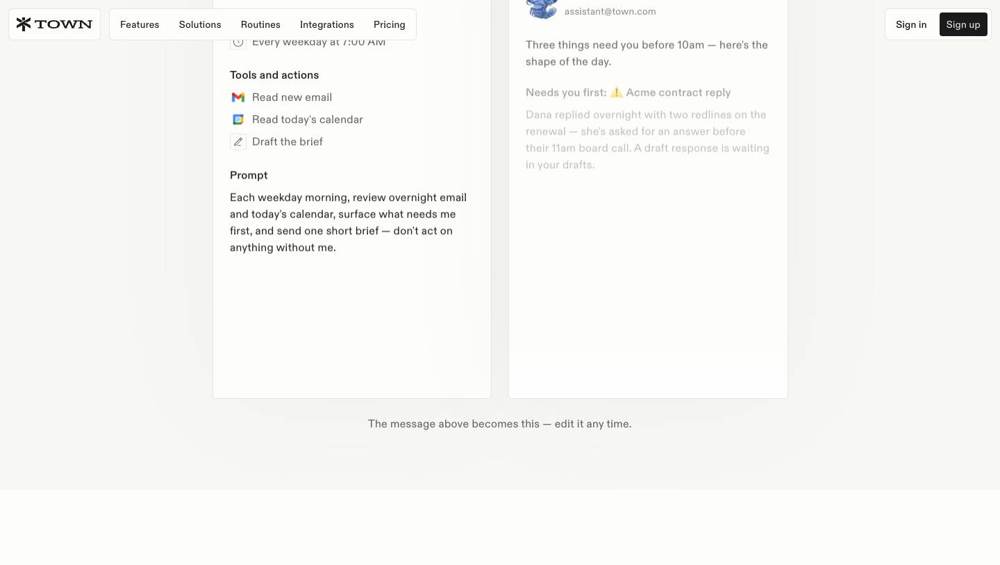 TOWN
Features
Solutions
Routines
Integrations
Pricing
Sign in
Sign up
Every weekday at 7:00 AM
Tools and actions
Read new email
Read today's calendar
Draft the brief
Prompt
Each weekday morning, review overnight email
and today's calendar, surface what needs me
first, and send one short brief — don't act on
anything without me.
assistant@town.com
Three things need you before 10am — here's the
shape of the day.
Needs you first: ⚠️ Acme contract reply
Dana replied overnight with two redlines on the
renewal — she's asked for an answer before
their 11am board call. A draft response is waiting
in your drafts.
The message above becomes this — edit it any time.